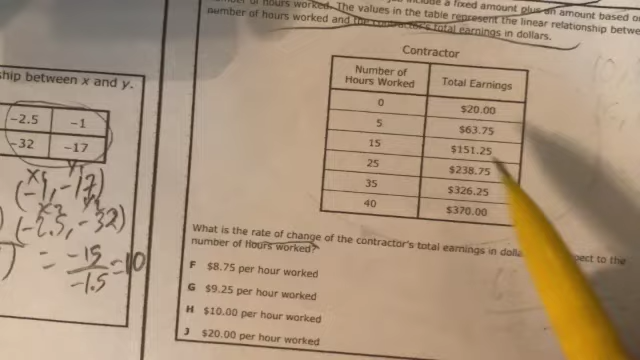 include a fixed amount plus an amount based o
number of hours worked. The values in the table represent the linear relationship betwe
number of hours worked and the contractor's total earnings in dollars.
ship between x and y.
-2.5 -1
-32 -17
(-1, -17)
(-2.5, -32)
= -15/-1.5 = 10
Contractor
Number of Hours Worked Total Earnings
0 $20.00
5 $63.75
15 $151.25
25 $238.75
35 $326.25
40 $370.00
What is the rate of change of the contractor's total earnings in dolla pect to the
number of hours worked?
F $8.75 per hour worked
G $9.25 per hour worked
H $10.00 per hour worked
J $20.00 per hour worked